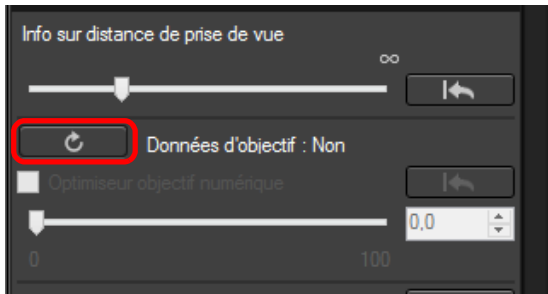 Info sur distance de prise de vue
∞
Données d'objectif : Non
Optimiseur objectif numérique
0,0
0
100